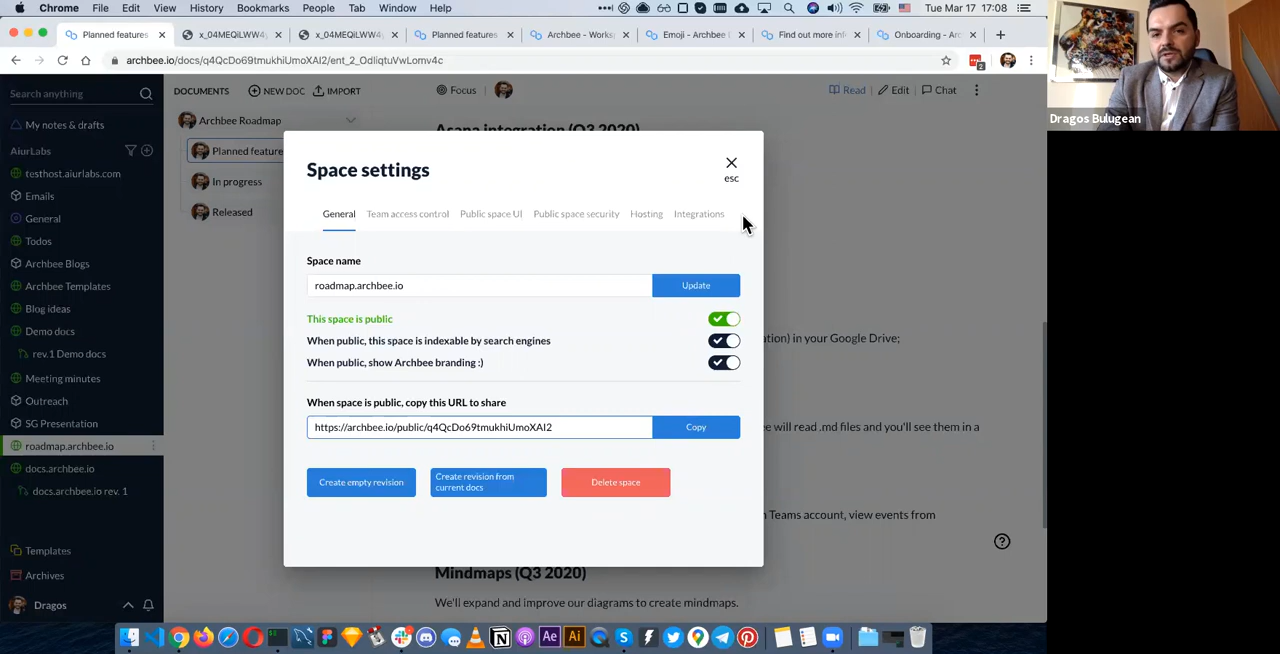 Chrome File Edit View History Bookmarks People Tab Window Help
Tue Mar 17 17:08
Planned features
x_04MEQiLWW4
x_04MEQiLWW4
Planned features
Archbee - Works
Emoji - Archbee
Find out more in
Onboarding - Arc
archbee.io/docs/q4QcDo69tmukhiUmoXAI2/ent_2_OdIiqtuVwLomv4c
2
Dragos Bulugean
Search anything
DOCUMENTS
NEW DOC
IMPORT
Focus
Read
Edit
Chat
My notes & drafts
Archbee Roadmap
Asana integration (Q3 2020)
AiurLabs
Planned feature
testhost.aiurlabs.com
In progress
Emails
Released
General
Todos
Archbee Blogs
Archbee Templates
Blog ideas
Demo docs
rev.1 Demo docs
Meeting minutes
Outreach
SG Presentation
roadmap.archbee.io
docs.archbee.io
docs.archbee.io rev. 1
Templates
Archives
Dragos
Space settings
esc
General
Team access control
Public space UI
Public space security
Hosting
Integrations
Space name
roadmap.archbee.io
Update
This space is public
When public, this space is indexable by search engines
When public, show Archbee branding :)
When space is public, copy this URL to share
https://archbee.io/public/q4QcDo69tmukhiUmoXAI2
Copy
Create empty revision
Create revision from
current docs
Delete space
ation) in your Google Drive;
ee will read .md files and you'll see them in a
n Teams account, view events from
Mindmaps (Q3 2020)
We'll expand and improve our diagrams to create mindmaps.
Ae
Ai